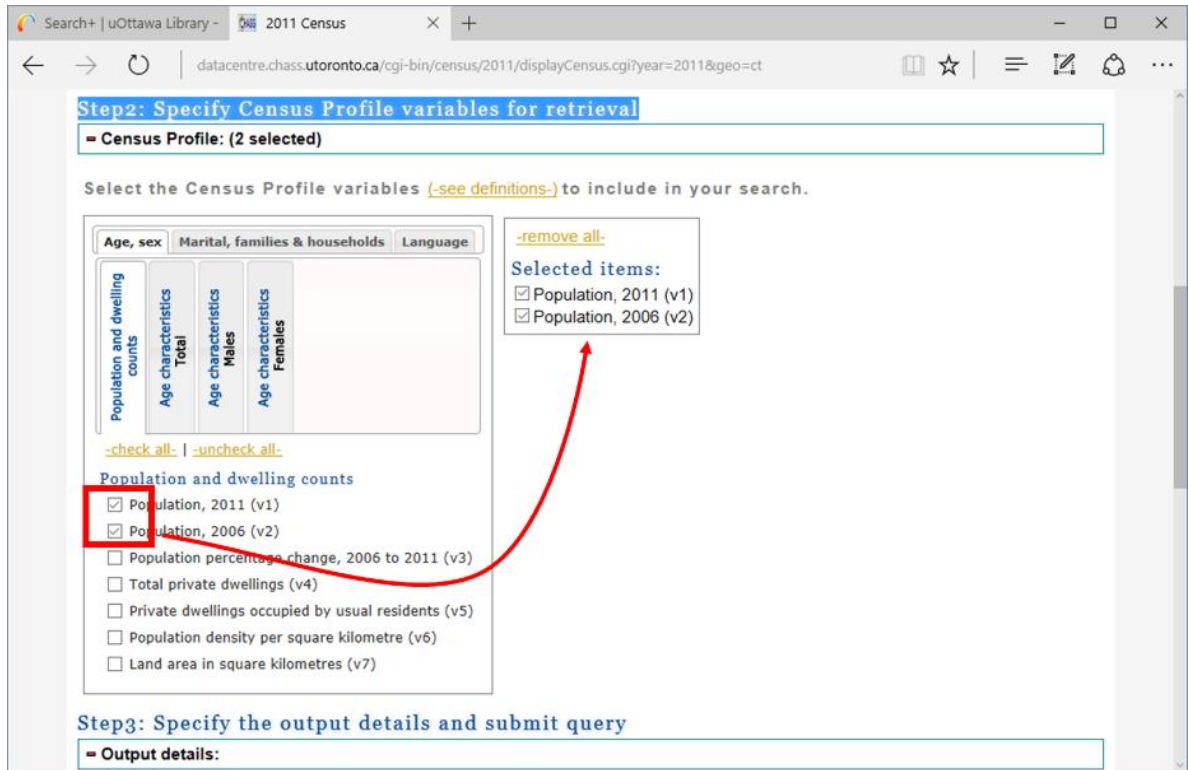 Search+ | uOttawa Library -
2011 Census
datacentre.chass.utoronto.ca/cgi-bin/census/2011/displayCensus.cgi?year=2011&geo=ct
Step2: Specify Census Profile variables for retrieval
Census Profile: (2 selected)
Select the Census Profile variables (-see definitions-) to include in your search.
Age, sex
Marital, families & households
Language
Population and dwelling
counts
Age characteristics
Total
Age characteristics
Males
Age characteristics
Females
-check all- | -uncheck all-
Population and dwelling counts
Population, 2011 (v1)
Population, 2006 (v2)
Population percentage change, 2006 to 2011 (v3)
Total private dwellings (v4)
Private dwellings occupied by usual residents (v5)
Population density per square kilometre (v6)
Land area in square kilometres (v7)
-remove all-
Selected items:
Population, 2011 (v1)
Population, 2006 (v2)
Step3: Specify the output details and submit query
Output details: